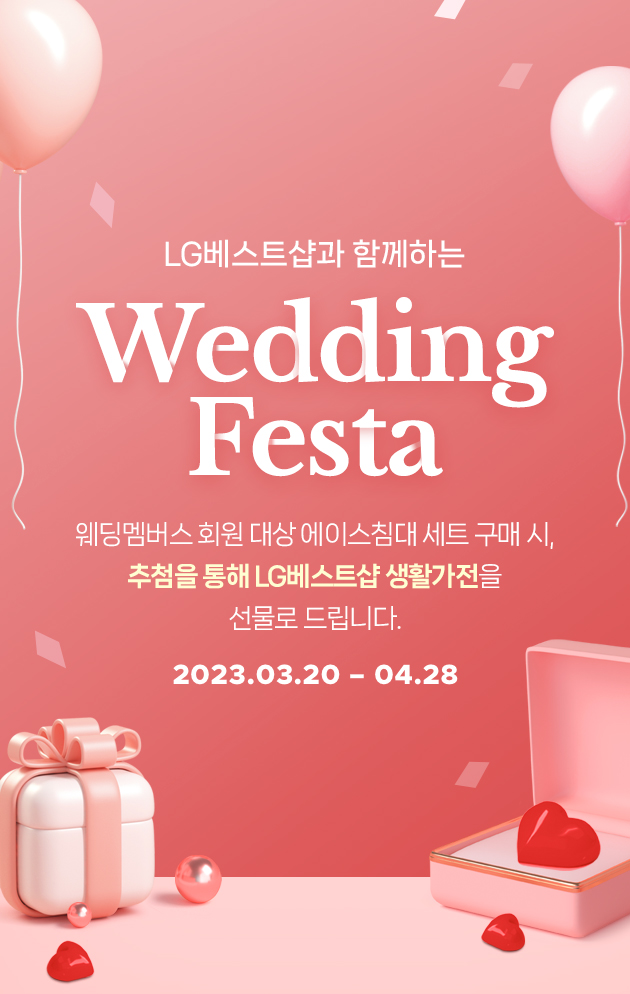 LG베스트샵과 함께하는
Wedding
Festa
웨딩멤버스 회원 대상 에이스침대 세트 구매 시,
추첨을 통해 LG베스트샵 생활가전을
선물로 드립니다.
2023.03.20 – 04.28